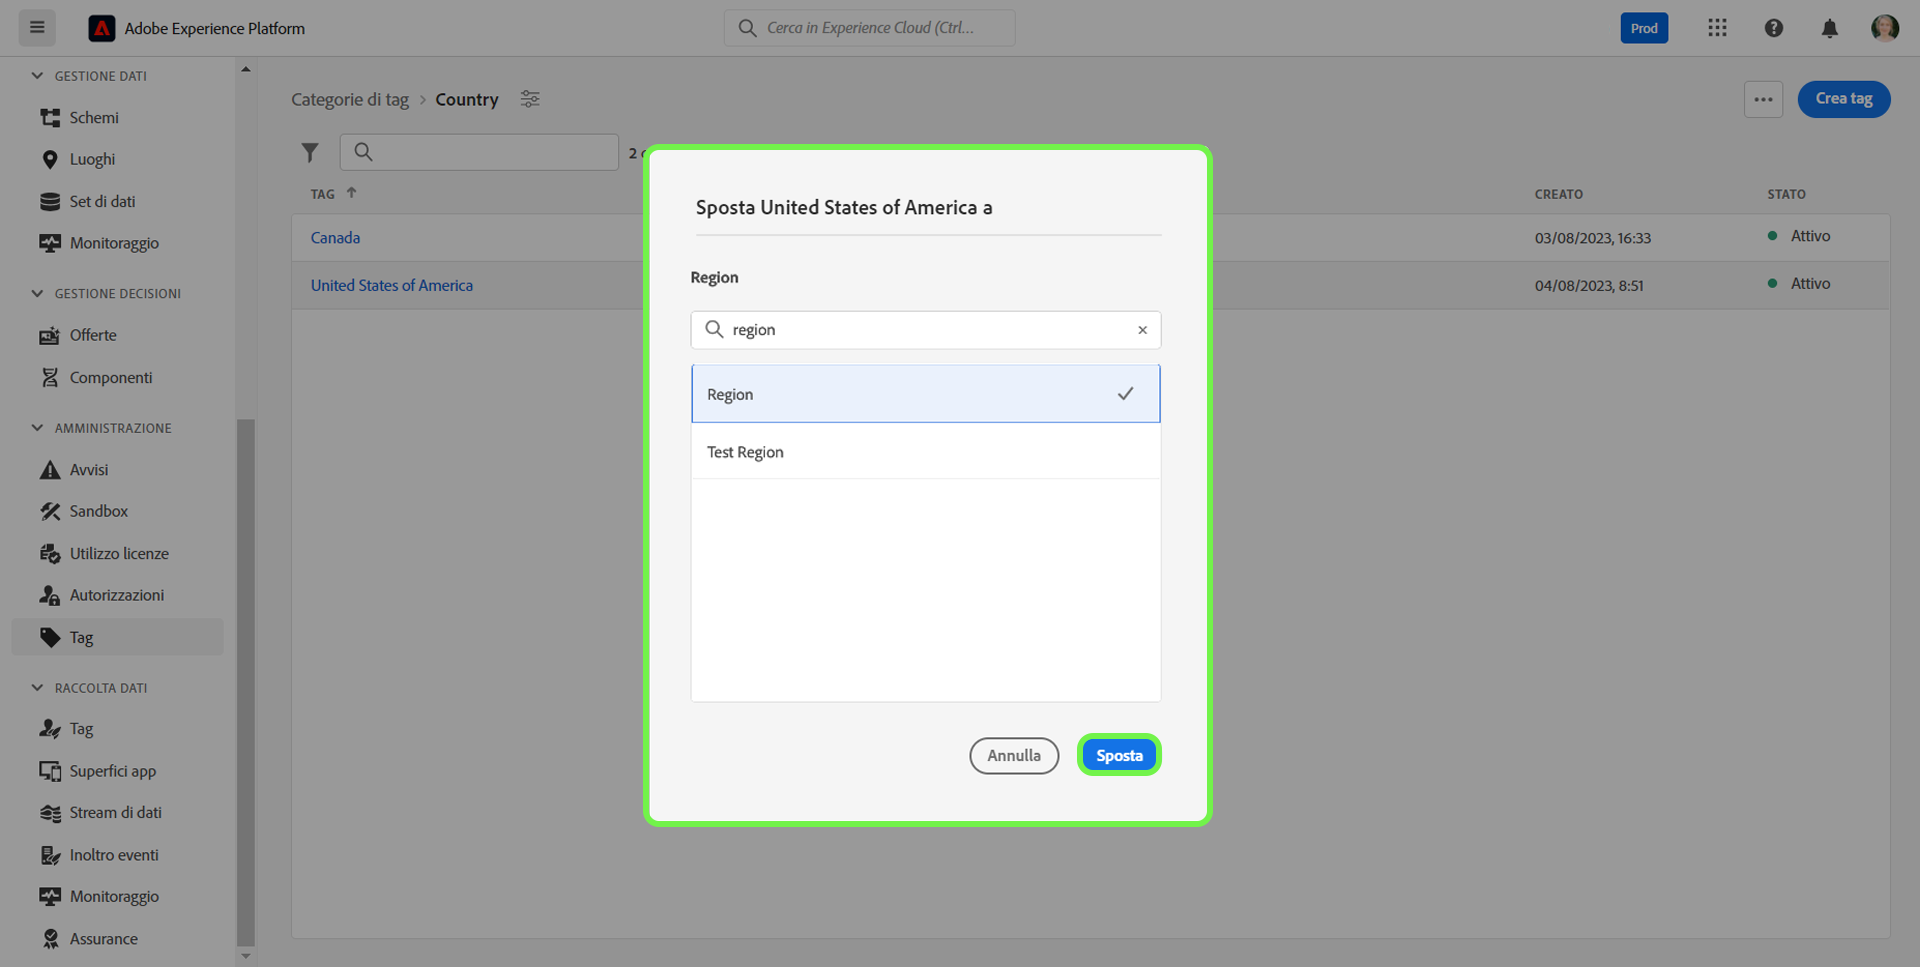 Adobe Experience Platform
Cerca in Experience Cloud (Ctrl...
Prod
GESTIONE DATI
Schemi
Luoghi
Set di dati
Monitoraggio
GESTIONE DECISIONI
Offerte
Componenti
AMMINISTRAZIONE
Avvisi
Sandbox
Utilizzo licenze
Autorizzazioni
Tag
RACCOLTA DATI
Tag
Superfici app
Stream di dati
Inoltro eventi
Monitoraggio
Assurance
Categorie di tag > Country
Crea tag
2
TAG CREATO STATO
Canada 03/08/2023, 16:33 Attivo
United States of America 04/08/2023, 8:51 Attivo
Sposta United States of America a
Region
region
Region
Test Region
Annulla Sposta